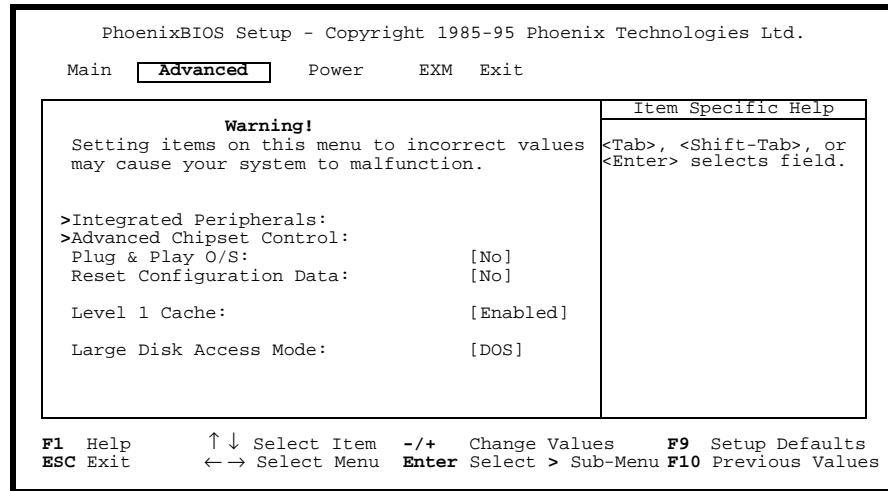 PhoenixBIOS Setup - Copyright 1985-95 Phoenix Technologies Ltd.
Main Advanced Power EXM Exit
Item Specific Help
Warning!
Setting items on this menu to incorrect values
may cause your system to malfunction.
<Tab>, <Shift-Tab>, or
<Enter> selects field.
>Integrated Peripherals:
>Advanced Chipset Control:
Plug & Play O/S: [No]
Reset Configuration Data: [No]
Level 1 Cache: [Enabled]
Large Disk Access Mode: [DOS]
F1 Help ↑↓ Select Item -/+ Change Values F9 Setup Defaults
ESC Exit ←→ Select Menu Enter Select > Sub-Menu F10 Previous Values